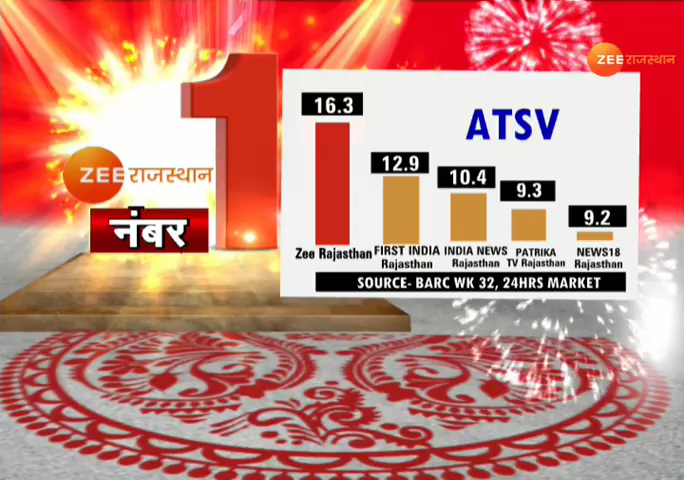 ZEE राजस्थान
ZEE राजस्थान
नंबर
1
ATSV
16.3
12.9
10.4
9.3
9.2
Zee Rajasthan
FIRST INDIA
Rajasthan
INDIA NEWS
Rajasthan
PATRIKA
TV Rajasthan
NEWS18
Rajasthan
SOURCE- BARC WK 32, 24HRS MARKET